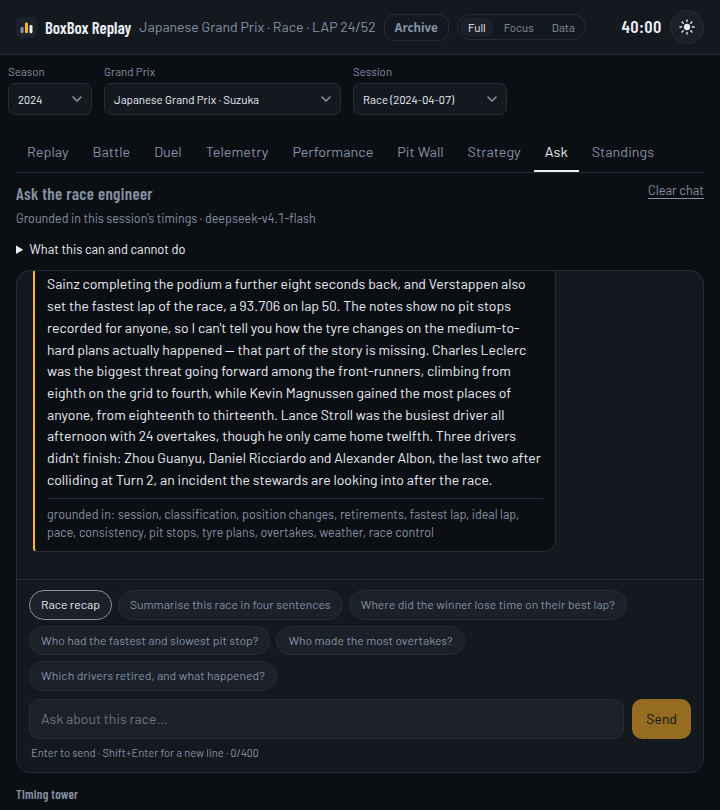 BoxBox Replay Japanese Grand Prix · Race · LAP 24/52 Archive Full Focus Data 40:00
Season Grand Prix Session
2024 Japanese Grand Prix · Suzuka Race (2024-04-07)
Replay Battle Duel Telemetry Performance Pit Wall Strategy Ask Standings
Ask the race engineer Clear chat
Grounded in this session's timings · deepseek-v4.1-flash
What this can and cannot do
Sainz completing the podium a further eight seconds back, and Verstappen also
set the fastest lap of the race, a 93.706 on lap 50. The notes show no pit stops
recorded for anyone, so I can't tell you how the tyre changes on the medium-to-
hard plans actually happened — that part of the story is missing. Charles Leclerc
was the biggest threat going forward among the front-runners, climbing from
eighth on the grid to fourth, while Kevin Magnussen gained the most places of
anyone, from eighteenth to thirteenth. Lance Stroll was the busiest driver all
afternoon with 24 overtakes, though he only came home twelfth. Three drivers
didn't finish: Zhou Guanyu, Daniel Ricciardo and Alexander Albon, the last two after
colliding at Turn 2, an incident the stewards are looking into after the race.
grounded in: session, classification, position changes, retirements, fastest lap, ideal lap,
pace, consistency, pit stops, tyre plans, overtakes, weather, race control
Race recap Summarise this race in four sentences Where did the winner lose time on their best lap?
Who had the fastest and slowest pit stop? Who made the most overtakes?
Which drivers retired, and what happened?
Ask about this race... Send
Enter to send · Shift+Enter for a new line · 0/400
Timing tower